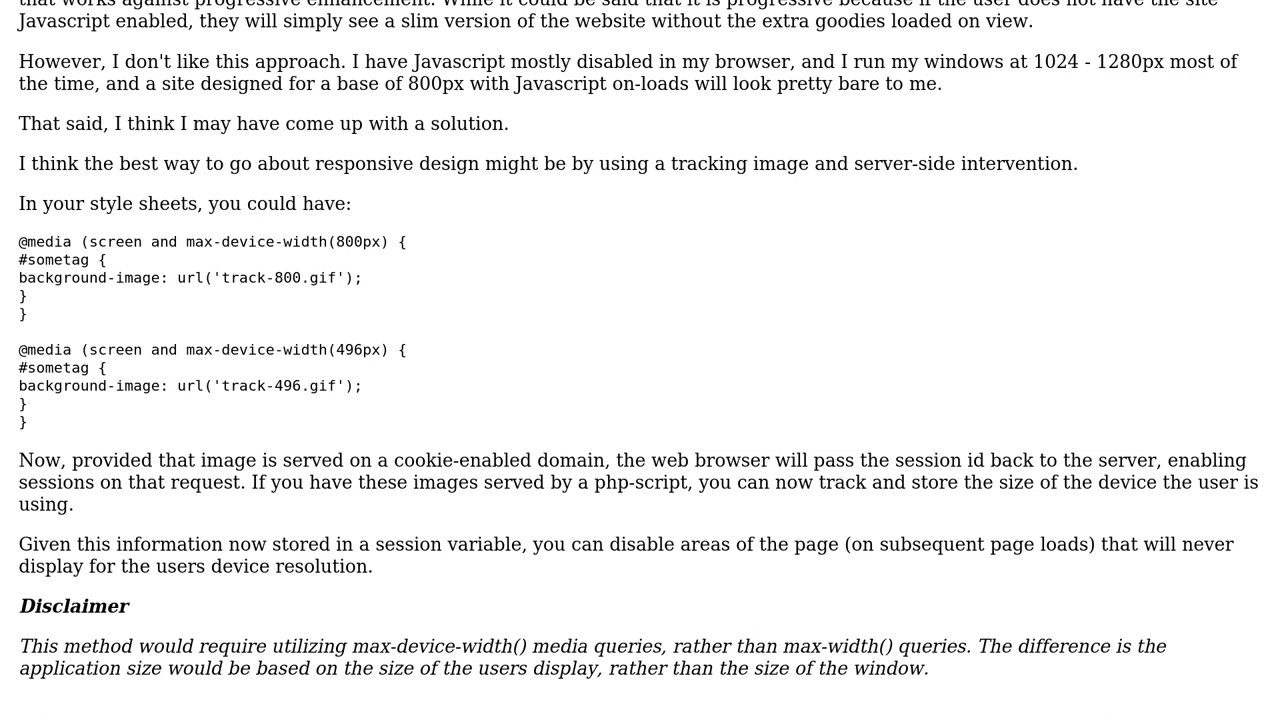 that works against progressive enhancement. While it could be said that it is progressive because if the user does not have the site
Javascript enabled, they will simply see a slim version of the website without the extra goodies loaded on view.
However, I don't like this approach. I have Javascript mostly disabled in my browser, and I run my windows at 1024 - 1280px most of
the time, and a site designed for a base of 800px with Javascript on-loads will look pretty bare to me.
That said, I think I may have come up with a solution.
I think the best way to go about responsive design might be by using a tracking image and server-side intervention.
In your style sheets, you could have:
@media (screen and max-device-width(800px) {
#sometag {
background-image: url('track-800.gif');
}
}
@media (screen and max-device-width(496px) {
#sometag {
background-image: url('track-496.gif');
}
}
Now, provided that image is served on a cookie-enabled domain, the web browser will pass the session id back to the server, enabling
sessions on that request. If you have these images served by a php-script, you can now track and store the size of the device the user is
using.
Given this information now stored in a session variable, you can disable areas of the page (on subsequent page loads) that will never
display for the users device resolution.
Disclaimer
This method would require utilizing max-device-width() media queries, rather than max-width() queries. The difference is the
application size would be based on the size of the users display, rather than the size of the window.